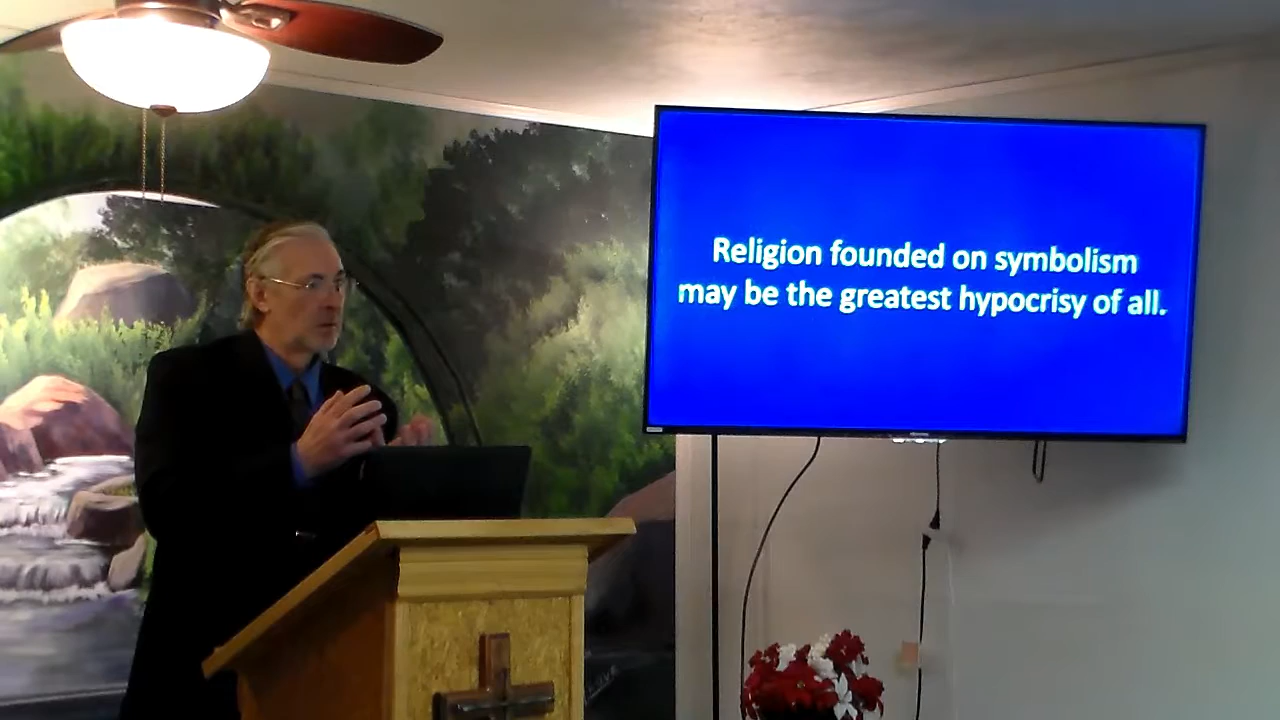 Religion founded on symbolism
may be the greatest hypocrisy of all.